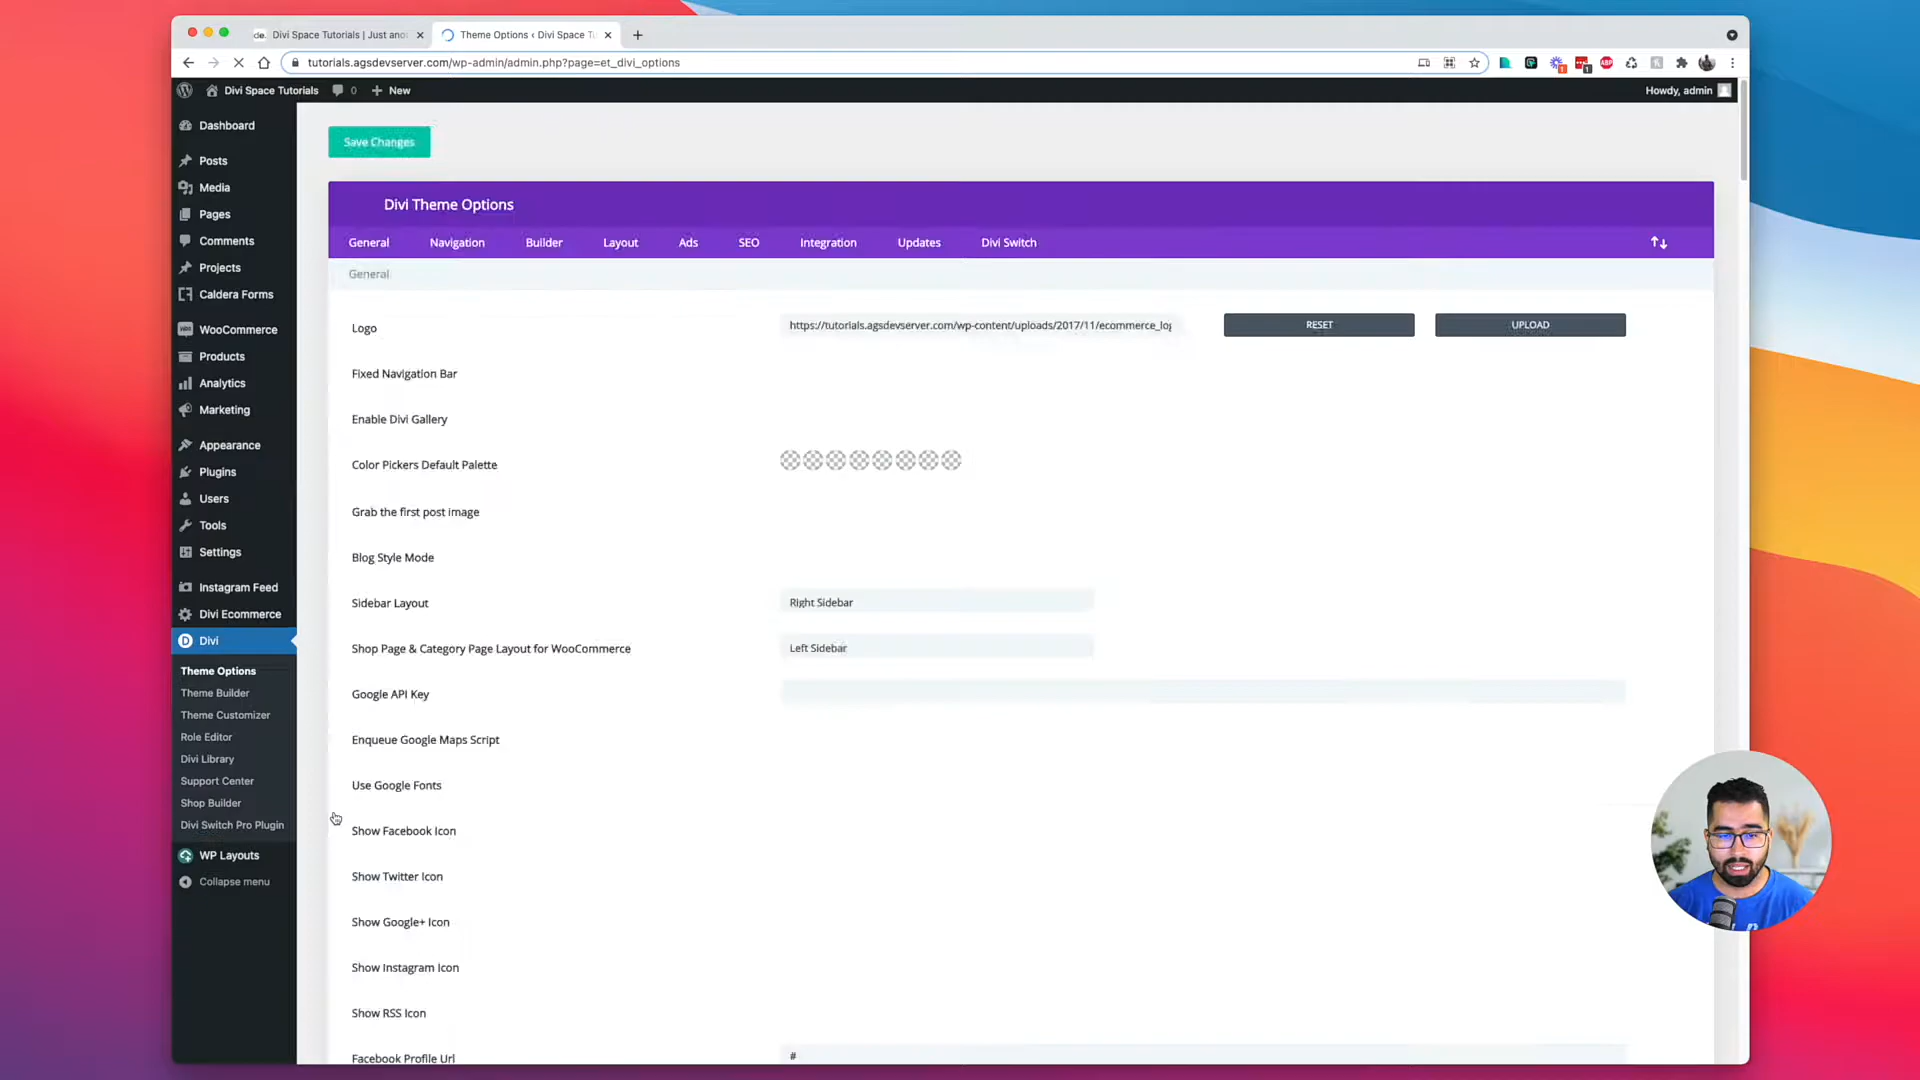 de. Divi Space Tutorials | Just ano
Theme Options ‹ Divi Space Tu
tutorials.agsdevserver.com/wp-admin/admin.php?page=et_divi_options
Divi Space Tutorials 0 New
Howdy, admin
Dashboard
Posts
Media
Pages
Comments
Projects
Caldera Forms
WooCommerce
Products
Analytics
Marketing
Appearance
Plugins
Users
Tools
Settings
Instagram Feed
Divi Ecommerce
Divi
Theme Options
Theme Builder
Theme Customizer
Role Editor
Divi Library
Support Center
Shop Builder
Divi Switch Pro Plugin
WP Layouts
Collapse menu
Save Changes
Divi Theme Options
General Navigation Builder Layout Ads SEO Integration Updates Divi Switch
General
Logo https://tutorials.agsdevserver.com/wp-content/uploads/2017/11/ecommerce_log RESET UPLOAD
Fixed Navigation Bar
Enable Divi Gallery
Color Pickers Default Palette
Grab the first post image
Blog Style Mode
Sidebar Layout Right Sidebar
Shop Page & Category Page Layout for WooCommerce Left Sidebar
Google API Key
Enqueue Google Maps Script
Use Google Fonts
Show Facebook Icon
Show Twitter Icon
Show Google+ Icon
Show Instagram Icon
Show RSS Icon
Facebook Profile Url #